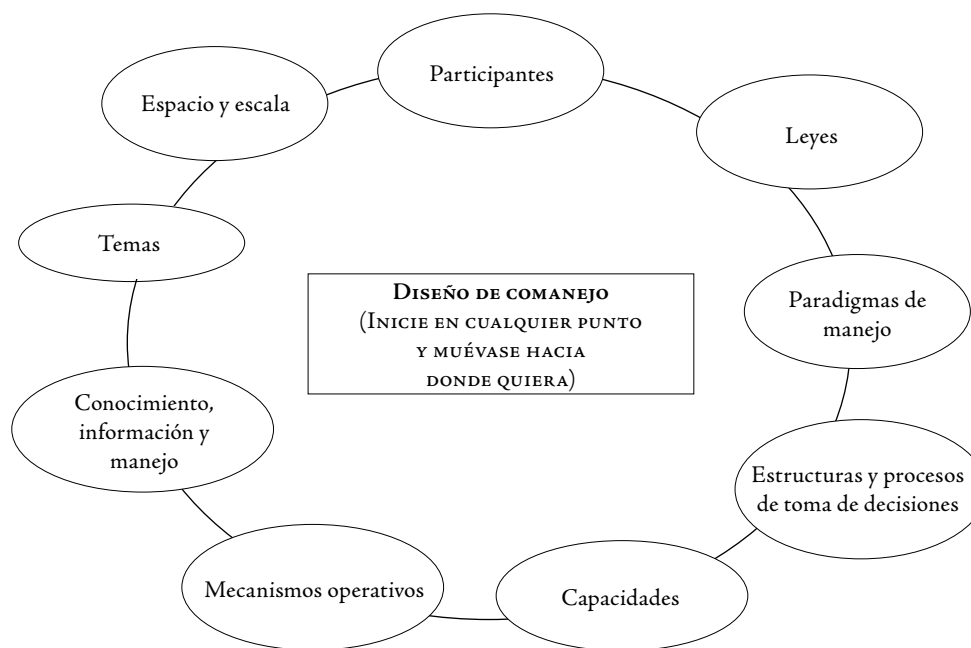 Participantes
Espacio y escala
Leyes
Temas
Diseño de comanejo
(Inicie en cualquier punto
y muévase hacia
donde quiera)
Paradigmas de
manejo
Conocimiento,
información y
manejo
Estructuras y procesos
de toma de decisiones
Mecanismos operativos
Capacidades